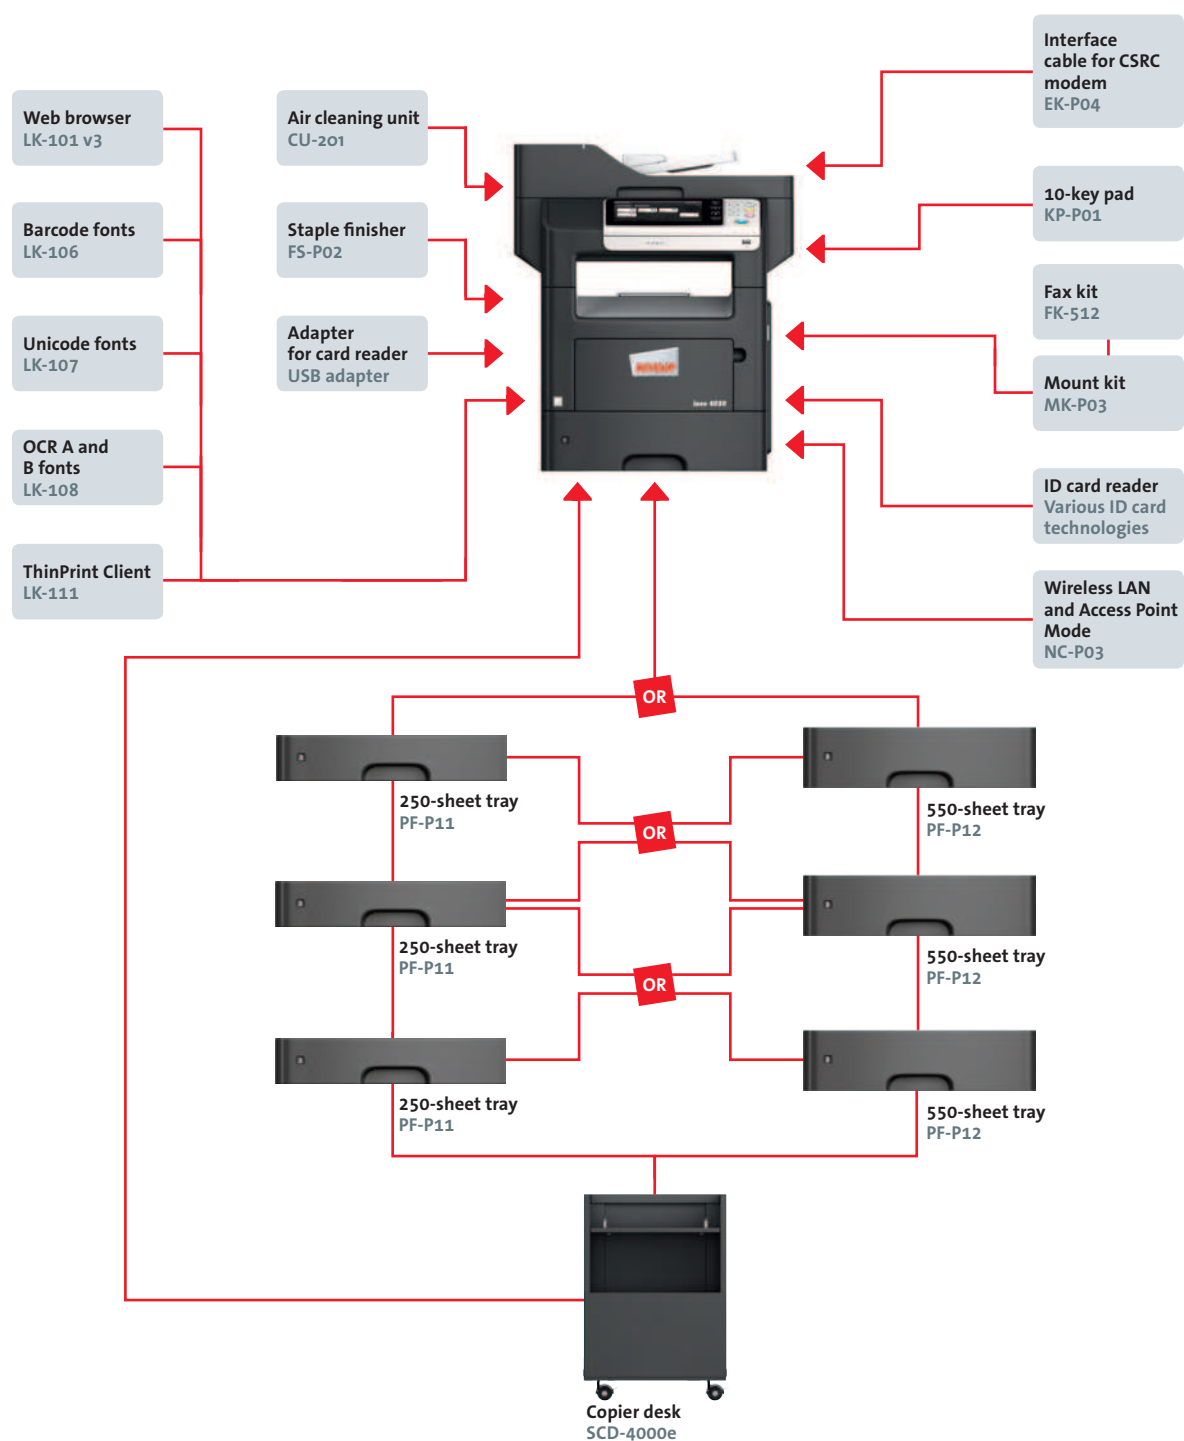 Web browser
LK-101 v3
Barcode fonts
LK-106
Unicode fonts
LK-107
OCR A and
B fonts
LK-108
ThinPrint Client
LK-111
Air cleaning unit
CU-201
Staple finisher
FS-P02
Adapter
for card reader
USB adapter
Interface
cable for CSRC
modem
EK-P04
10-key pad
KP-P01
Fax kit
FK-512
Mount kit
MK-P03
ID card reader
Various ID card
technologies
Wireless LAN
and Access Point
Mode
NC-P03
OR
250-sheet tray
PF-P11
550-sheet tray
PF-P12
OR
250-sheet tray
PF-P11
550-sheet tray
PF-P12
OR
250-sheet tray
PF-P11
550-sheet tray
PF-P12
Copier desk
SCD-4000e